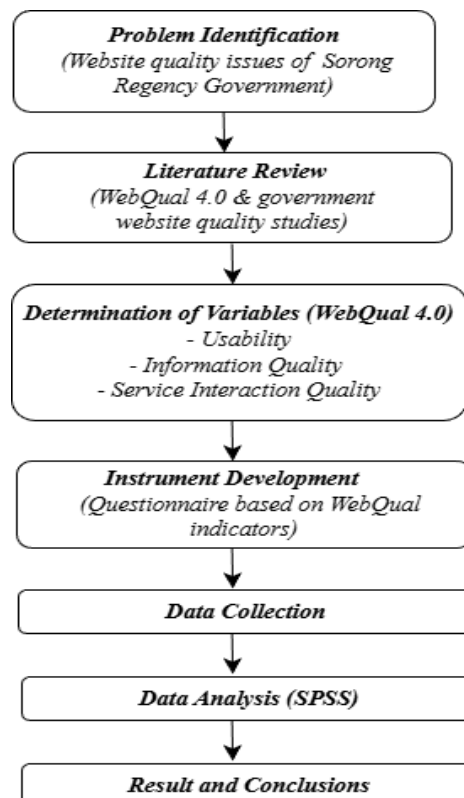 Problem Identification
(Website quality issues of Sorong
Regency Government)
Literature Review
(WebQual 4.0 & government
website quality studies)
Determination of Variables (WebQual 4.0)
- Usability
- Information Quality
- Service Interaction Quality
Instrument Development
(Questionnaire based on WebQual
indicators)
Data Collection
Data Analysis (SPSS)
Result and Conclusions